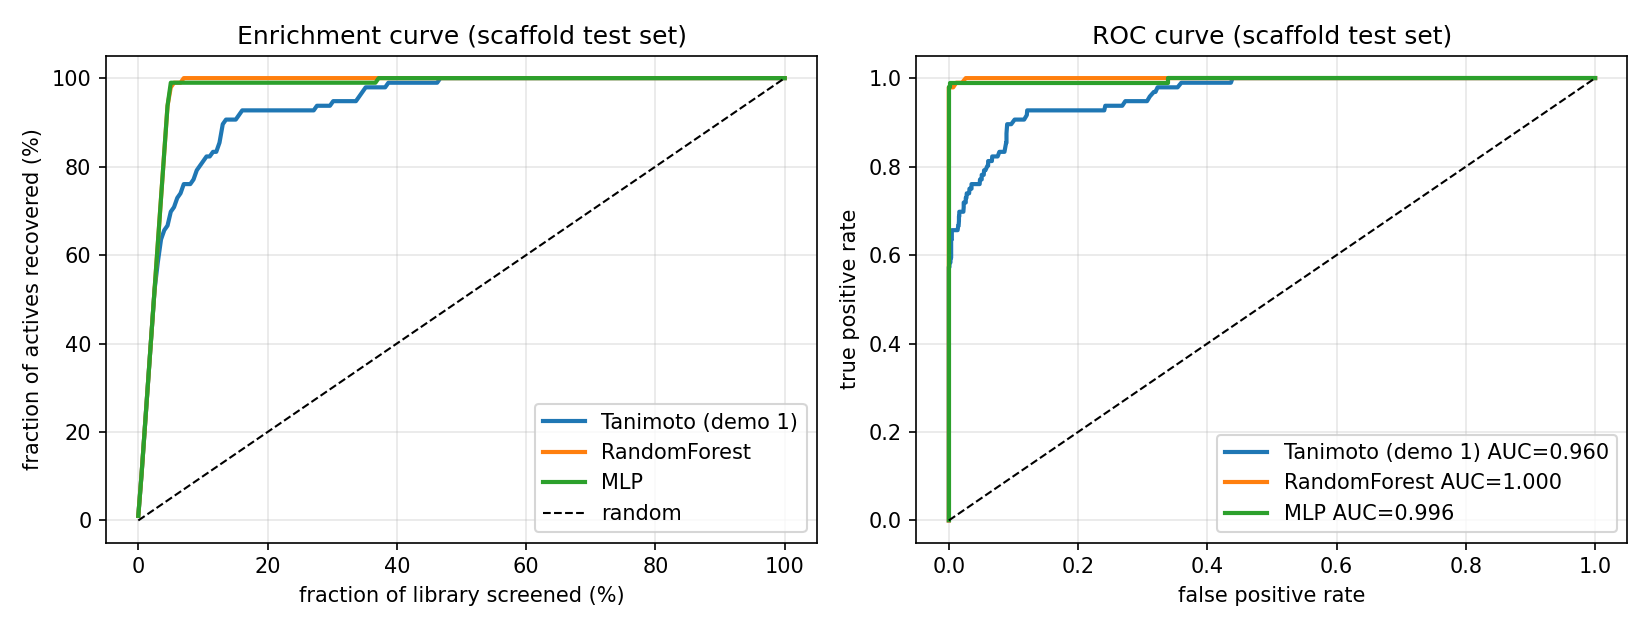 Enrichment curve (scaffold test set)
fraction of actives recovered (%)
100
80
60
40
20
0
0 20 40 60 80 100
fraction of library screened (%)
Tanimoto (demo 1)
RandomForest
MLP
random
ROC curve (scaffold test set)
true positive rate
1.0
0.8
0.6
0.4
0.2
0.0
0.0 0.2 0.4 0.6 0.8 1.0
false positive rate
Tanimoto (demo 1) AUC=0.960
RandomForest AUC=1.000
MLP AUC=0.996